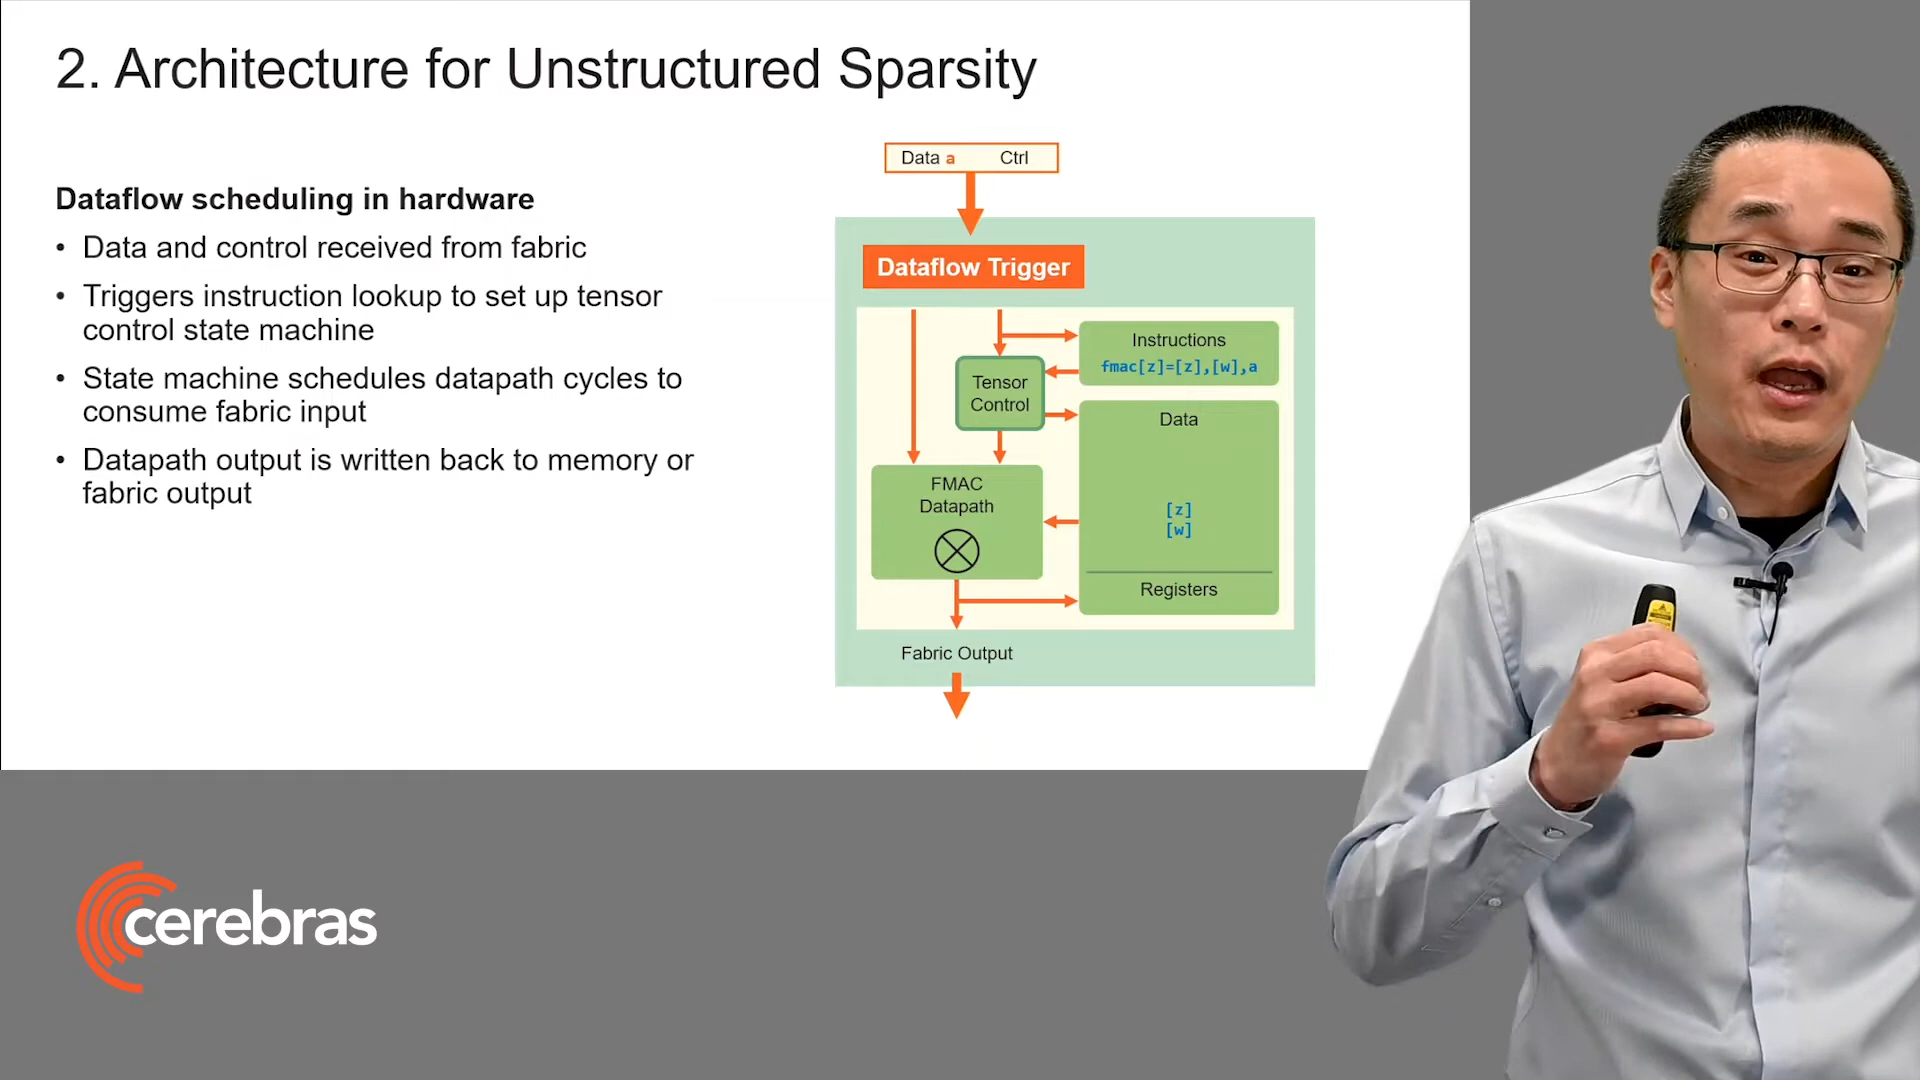 2. Architecture for Unstructured Sparsity
Dataflow scheduling in hardware
• Data and control received from fabric
• Triggers instruction lookup to set up tensor
control state machine
• State machine schedules datapath cycles to
consume fabric input
• Datapath output is written back to memory or
fabric output
Data a Ctrl
Dataflow Trigger
Instructions
fmac[z]=[z],[w],a
Tensor
Control
Data
FMAC
Datapath
[z]
[w]
Registers
Fabric Output
cerebras